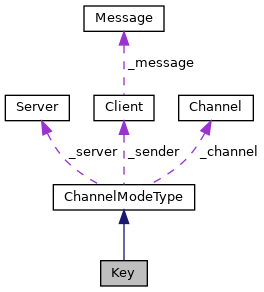 Message
_message
Server
Client
Channel
_server
_sender
_channel
ChannelModeType
Key